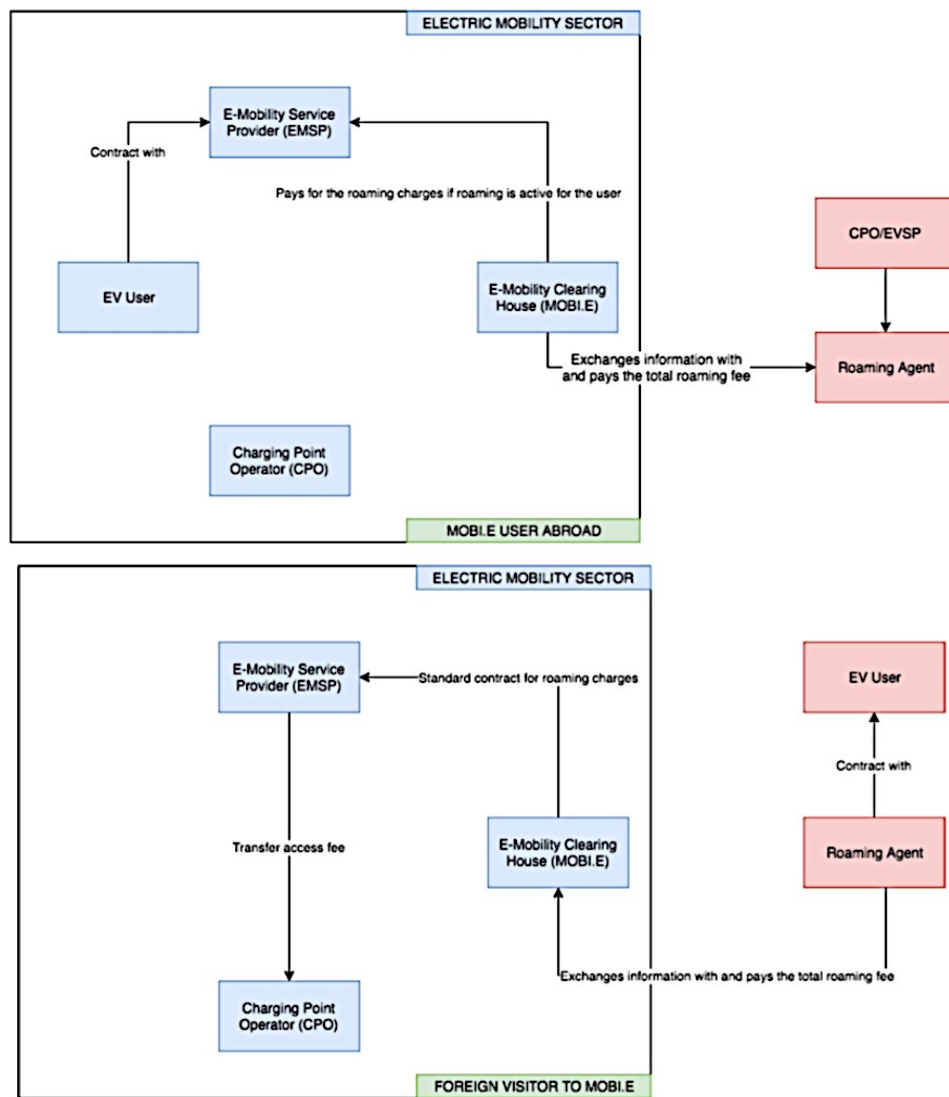 ELECTRIC MOBILITY SECTOR
E-Mobility Service
Provider (EMSP)
Contract with
Pays for the roaming charges if roaming is active for the user
CPO/EVSP
EV User
E-Mobility Clearing
House (MOBI.E)
Exchanges information with
and pays the total roaming fee
Roaming Agent
Charging Point
Operator (CPO)
MOBI.E USER ABROAD
ELECTRIC MOBILITY SECTOR
E-Mobility Service
Provider (EMSP)
Standard contract for roaming charges
EV User
Contract with
Transfer access fee
E-Mobility Clearing
House (MOBI.E)
Roaming Agent
Exchanges information with and pays the total roaming fee
Charging Point
Operator (CPO)
FOREIGN VISITOR TO MOBI.E